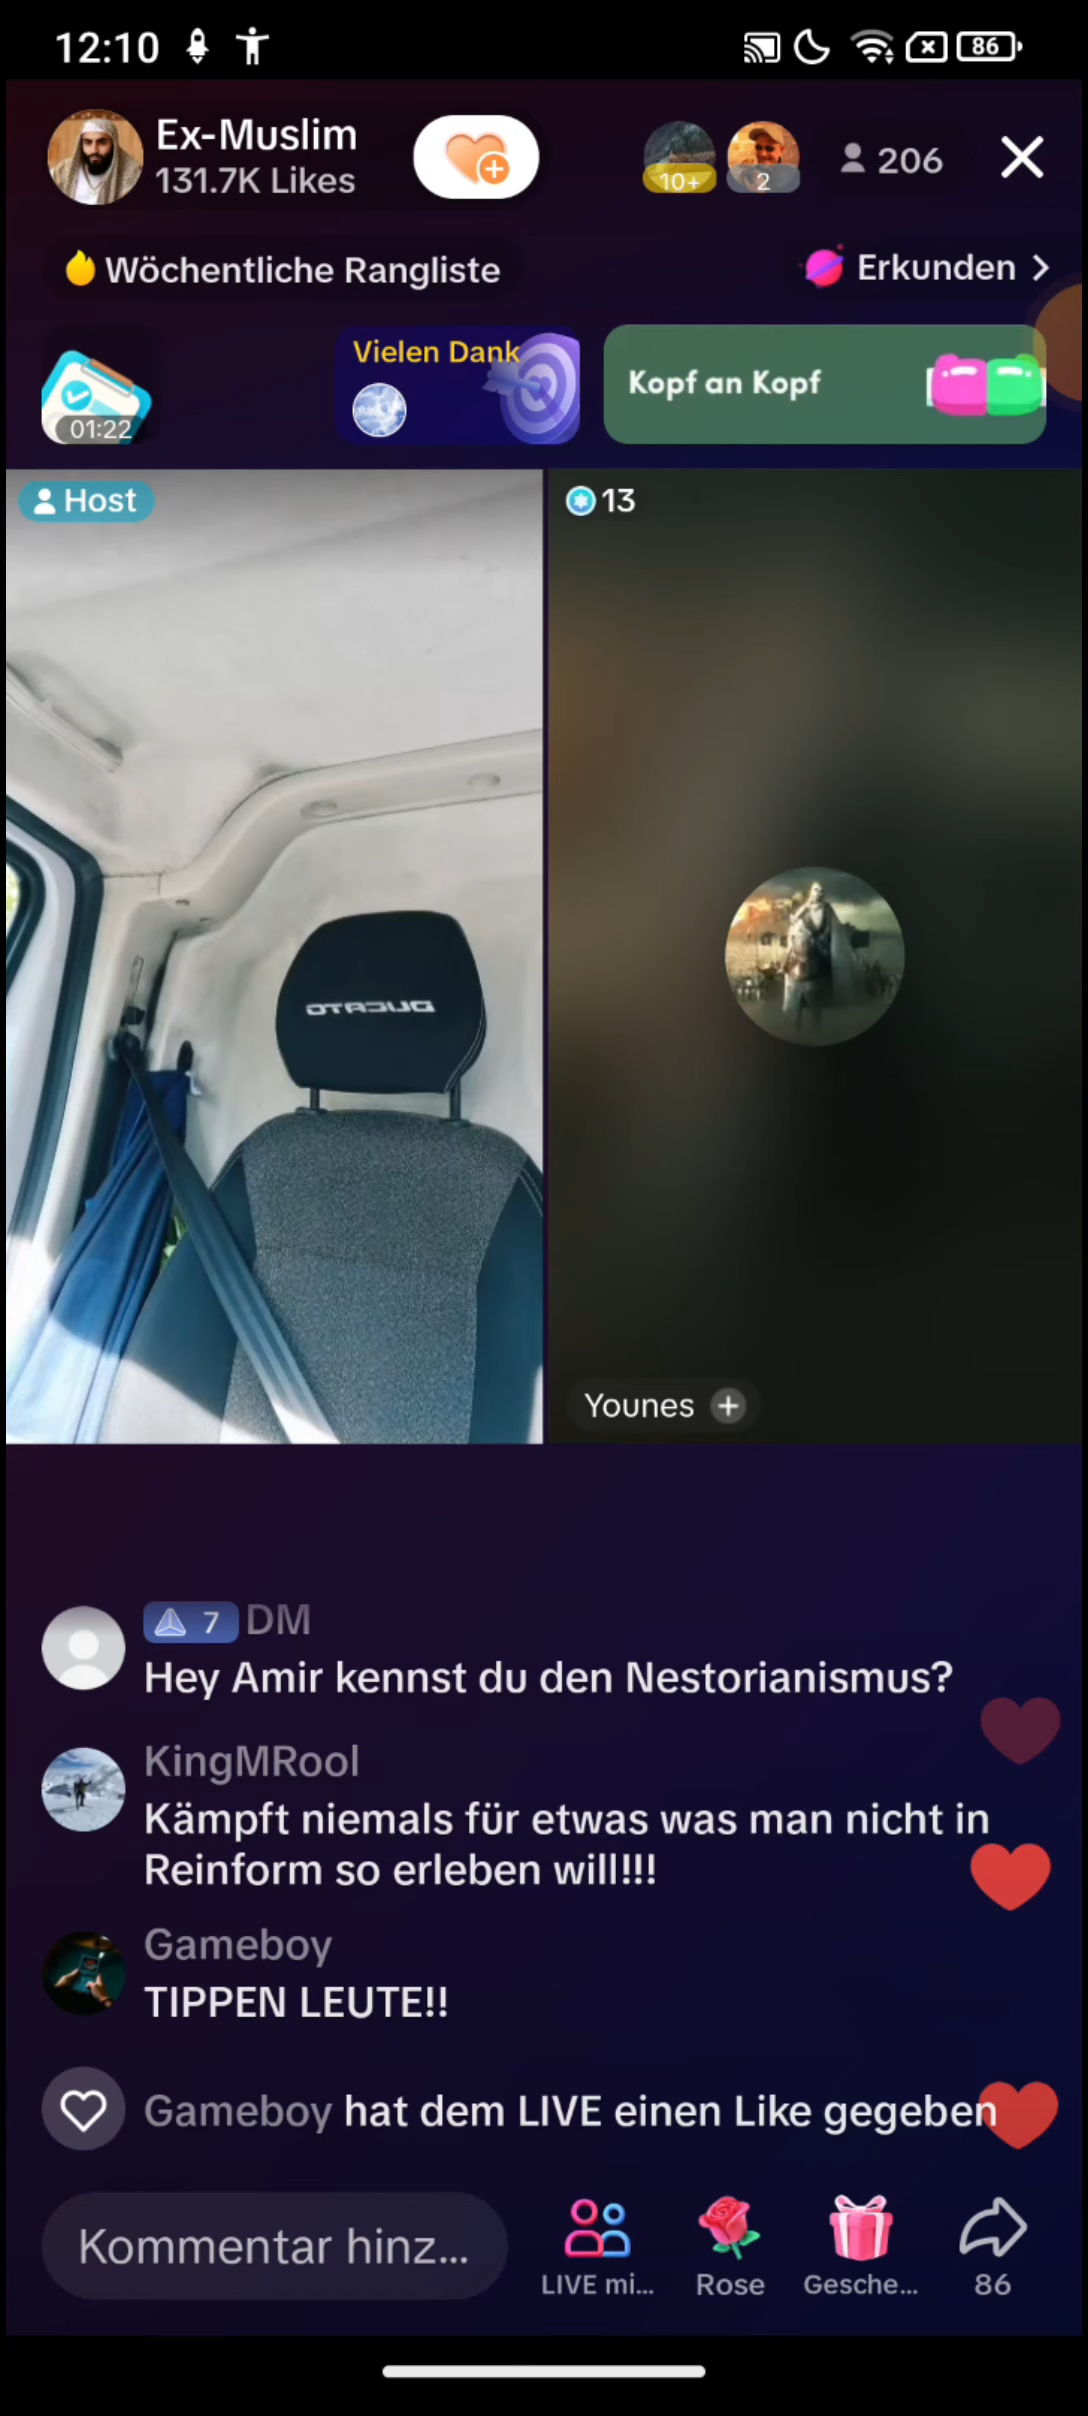 12:10
86
Ex-Muslim
131.7K Likes
10+
2
206
Wöchentliche Rangliste
Erkunden
01:22
Vielen Dank
Kopf an Kopf
Host
13
DUCATO
Younes
7 DM
Hey Amir kennst du den Nestorianismus?
KingMRool
Kämpft niemals für etwas was man nicht in
Reinform so erleben will!!!
Gameboy
TIPPEN LEUTE!!
Gameboy hat dem LIVE einen Like gegeben
Kommentar hinz...
LIVE mi...
Rose
Gesche...
86